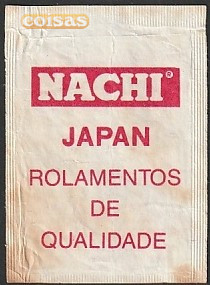 coisas
NACHI®
JAPAN
ROLAMENTOS
DE
QUALIDADE